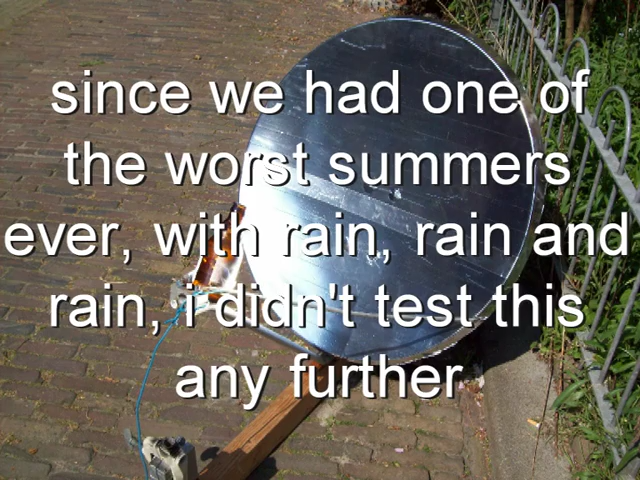 since we had one of
the worst summers
ever, with rain, rain and
rain, i didn't test this
any further